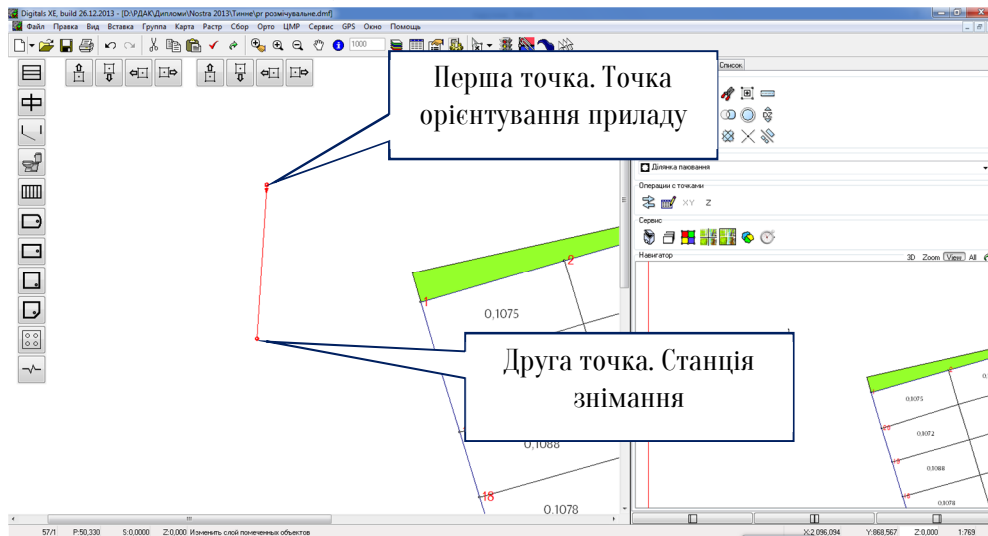 Digitals XE, build 26.12.2013 - [D:\РДАК\Дипломи\Nostra 2013\Тинне\pr розмічувальне.dmf]
Файл Правка Вид Вставка Группа Карта Растр Сбор Орто ЦМР Сервис GPS Окно Помощь
1000
Список
Перша точка. Точка
орієнтування приладу
Ділянка паювання
Операции с точками
XY Z
Сервис
Навигатор
3D Zoom View All
2
1
0,1075
Друга точка. Станція
знімання
0,1088
18
0.1078
0.1075
20
0.1072
19
0.1088
18
0.1078
57/1 P:50,330 S:0,0000 Z:0,000 Изменить слой помеченных объектов X:2 096,094 Y:868,567 Z:0,000 1:769